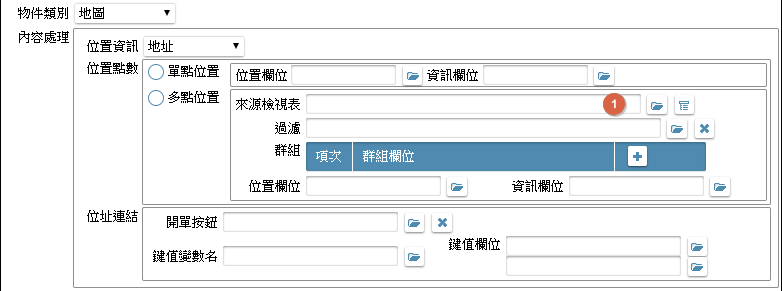 物件類別 地圖
內容處理
位置資訊 地址
位置點數 單點位置 位置欄位 資訊欄位
多點位置 來源檢視表 1
過濾
群組 項次 群組欄位
位置欄位 資訊欄位
位址連結 開單按鈕
鍵值變數名 鍵值欄位